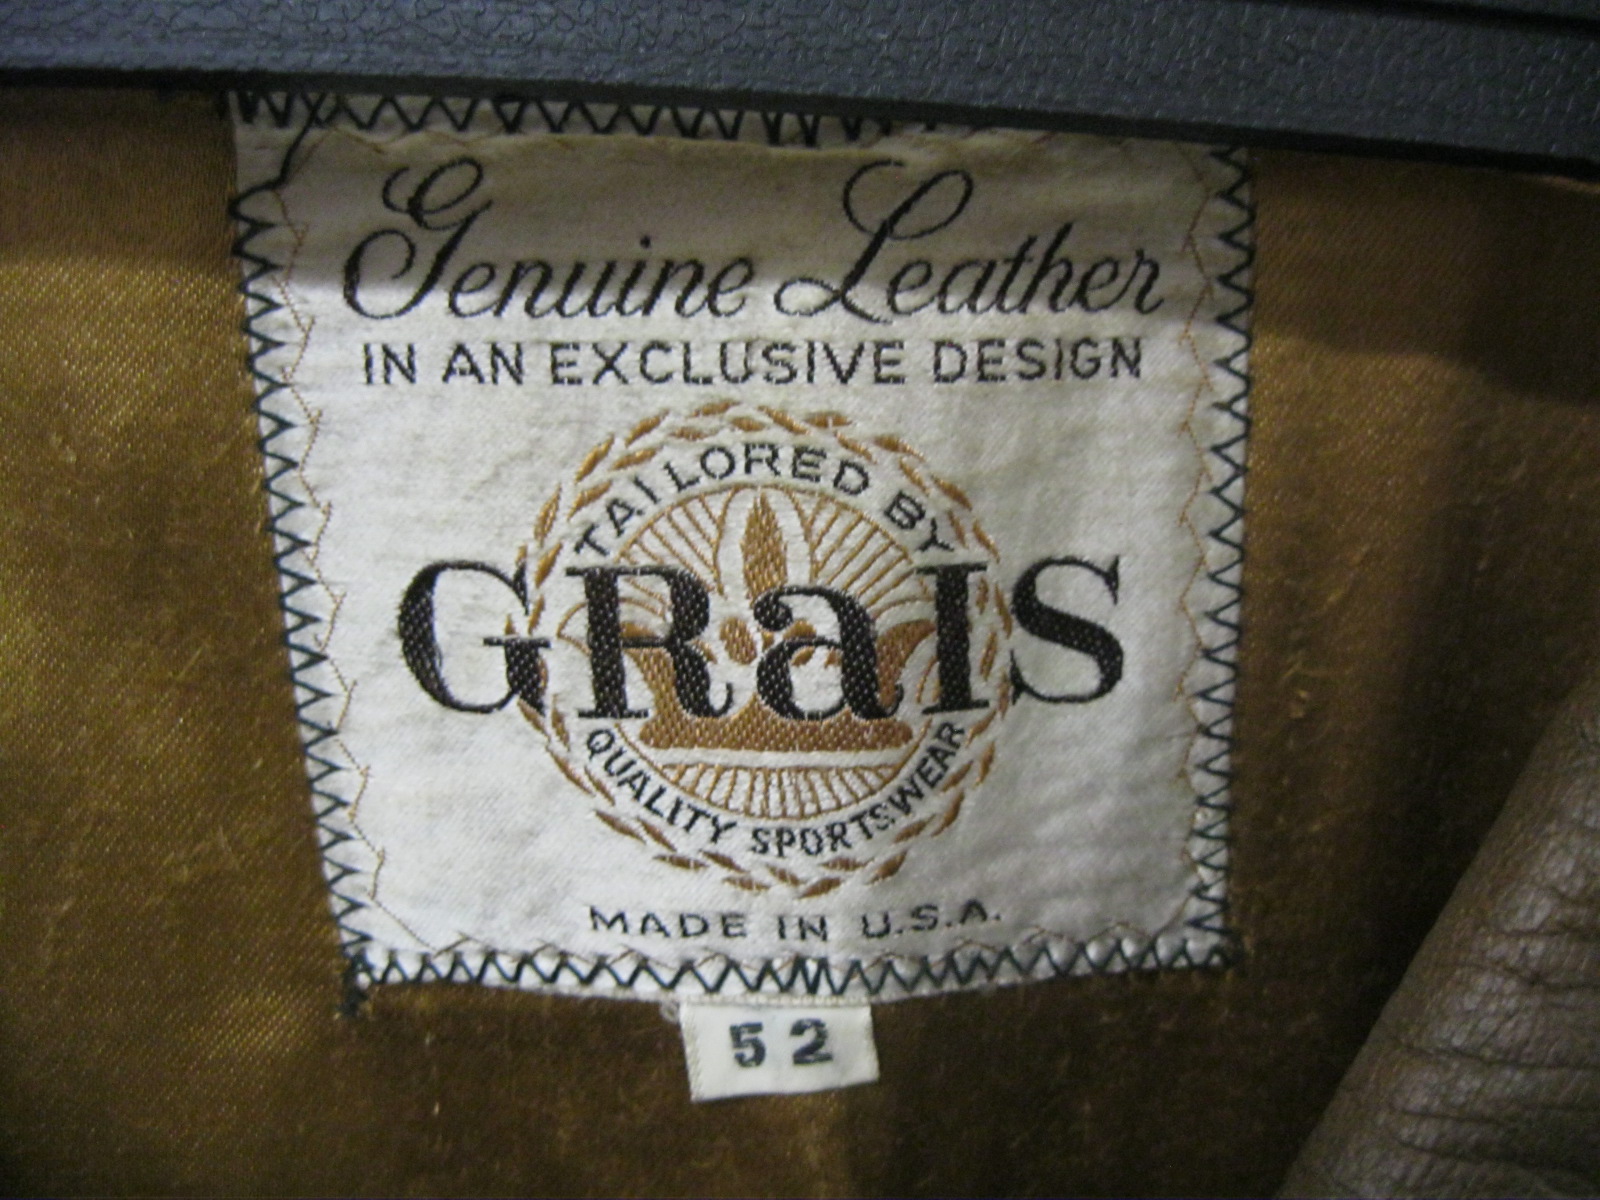 Genuine Leather
IN AN EXCLUSIVE DESIGN
TAILORED BY
GRaIS
QUALITY SPORTSWEAR
MADE IN U.S.A.
52